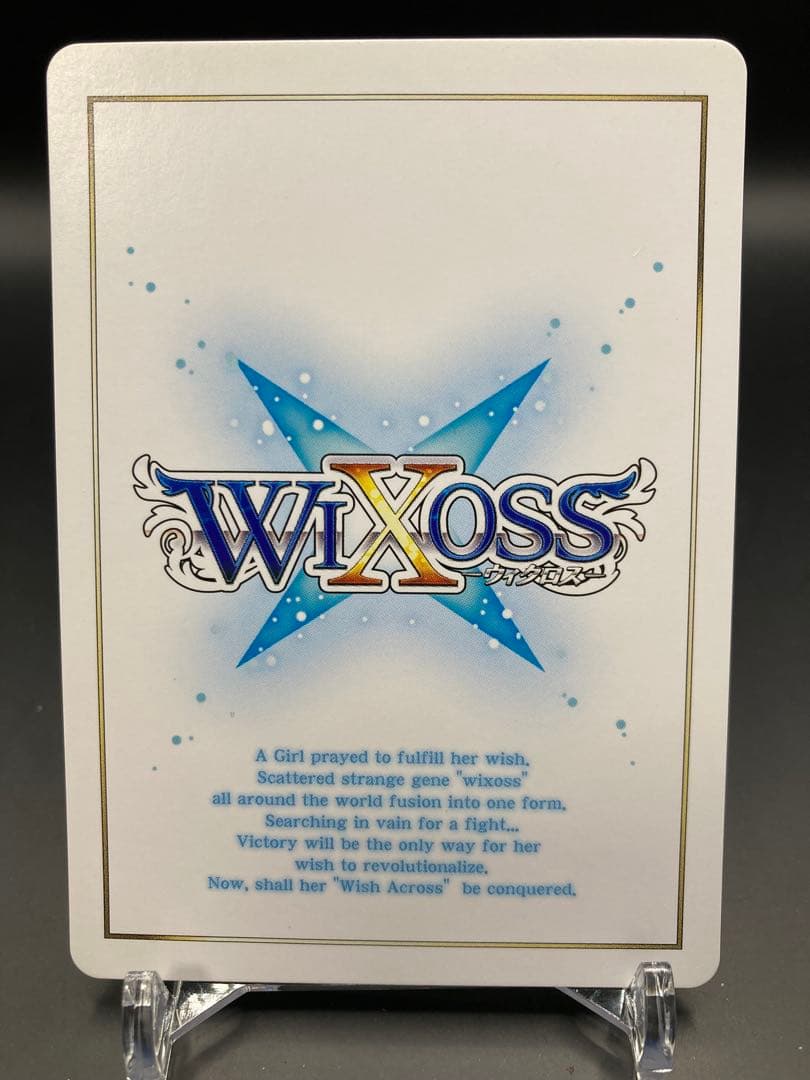 WIXOSS
ーウィクロスー
A Girl prayed to fulfill her wish.
Scattered strange gene "wixoss"
all around the world fusion into one form.
Searching in vain for a fight...
Victory will be the only way for her
wish to revolutionalize.
Now, shall her "Wish Across" be conquered.